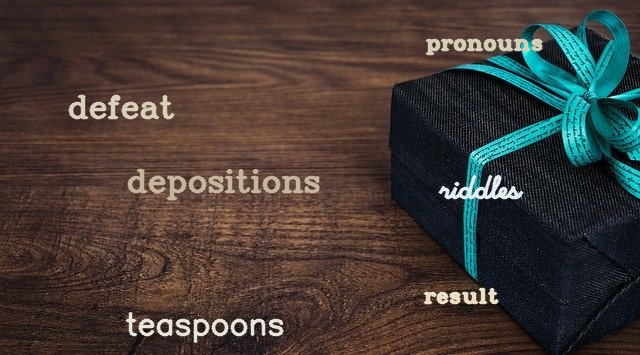 pronouns
defeat
depositions
riddles
result
teaspoons